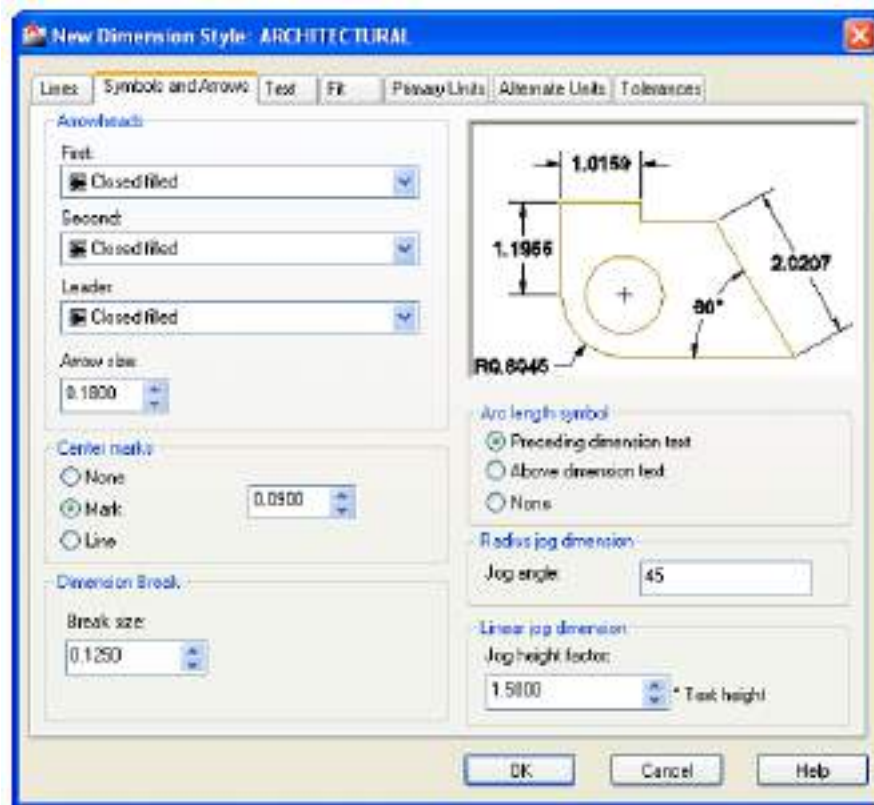 New Dimension Style: ARCHITECTURAL
Lines Symbols and Arrows Text Fit Primary Units Alternate Units Tolerances
Arrowheads
First:
Closed filled
Second:
Closed filled
Leader:
Closed filled
Arrow size:
0.1800
Center marks
None
Mark
Line
0.0900
Dimension Break
Break size:
0.1250
1.0159
1.1956
2.0207
R0.8045
Arc length symbol
Preceding dimension text
Above dimension text
None
Radius jog dimension
Jog angle:
45
Linear jog dimension
Jog height factor:
1.5000
* Text height
OK Cancel Help